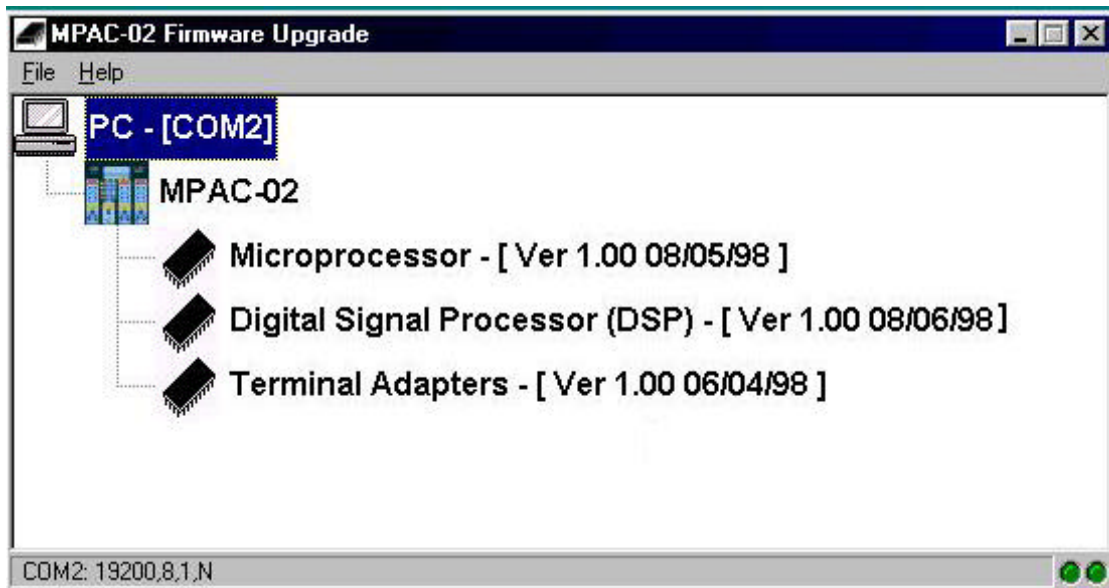 MPAC-02 Firmware Upgrade
File Help
PC - [COM2]
MPAC-02
Microprocessor - [ Ver 1.00 08/05/98 ]
Digital Signal Processor (DSP) - [ Ver 1.00 08/06/98]
Terminal Adapters - [ Ver 1.00 06/04/98 ]
COM2: 19200,8,1,N